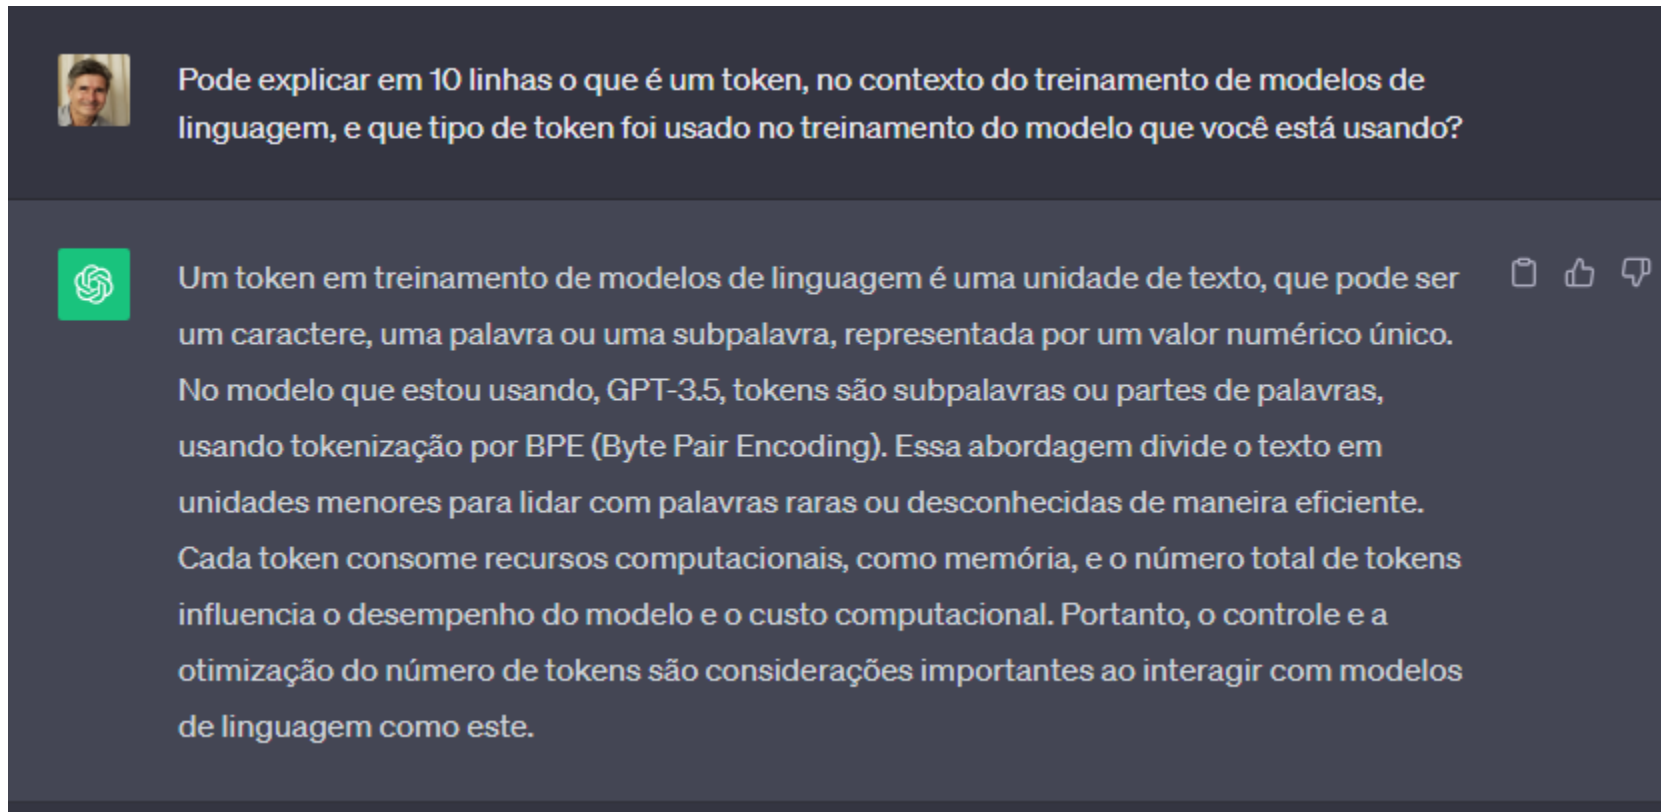 Pode explicar em 10 linhas o que é um token, no contexto do treinamento de modelos de
linguagem, e que tipo de token foi usado no treinamento do modelo que você está usando?
Um token em treinamento de modelos de linguagem é uma unidade de texto, que pode ser
um caractere, uma palavra ou uma subpalavra, representada por um valor numérico único.
No modelo que estou usando, GPT-3.5, tokens são subpalavras ou partes de palavras,
usando tokenização por BPE (Byte Pair Encoding). Essa abordagem divide o texto em
unidades menores para lidar com palavras raras ou desconhecidas de maneira eficiente.
Cada token consome recursos computacionais, como memória, e o número total de tokens
influencia o desempenho do modelo e o custo computacional. Portanto, o controle e a
otimização do número de tokens são considerações importantes ao interagir com modelos
de linguagem como este.